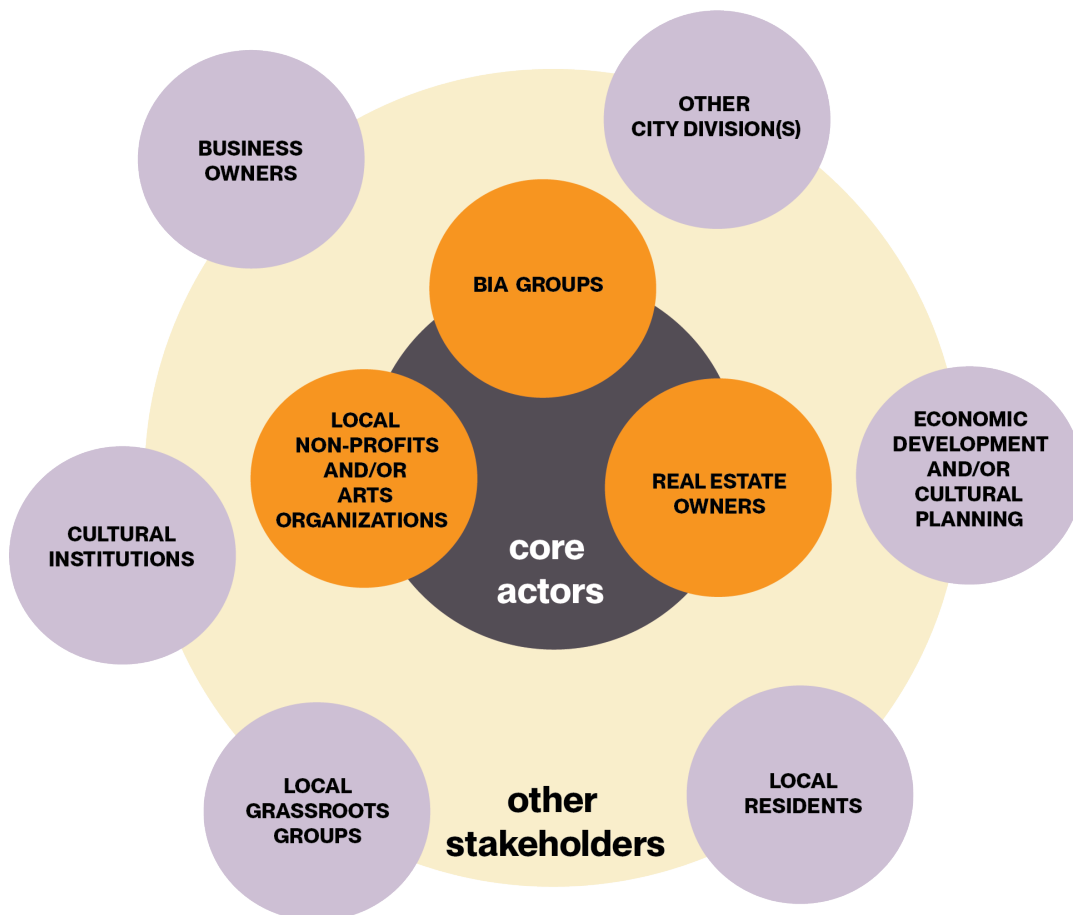 OTHER
CITY DIVISION(S)
BUSINESS
OWNERS
BIA GROUPS
LOCAL
NON-PROFITS
AND/OR
ARTS
ORGANIZATIONS
REAL ESTATE
OWNERS
ECONOMIC
DEVELOPMENT
AND/OR
CULTURAL
PLANNING
CULTURAL
INSTITUTIONS
core
actors
LOCAL
GRASSROOTS
GROUPS
other
stakeholders
LOCAL
RESIDENTS